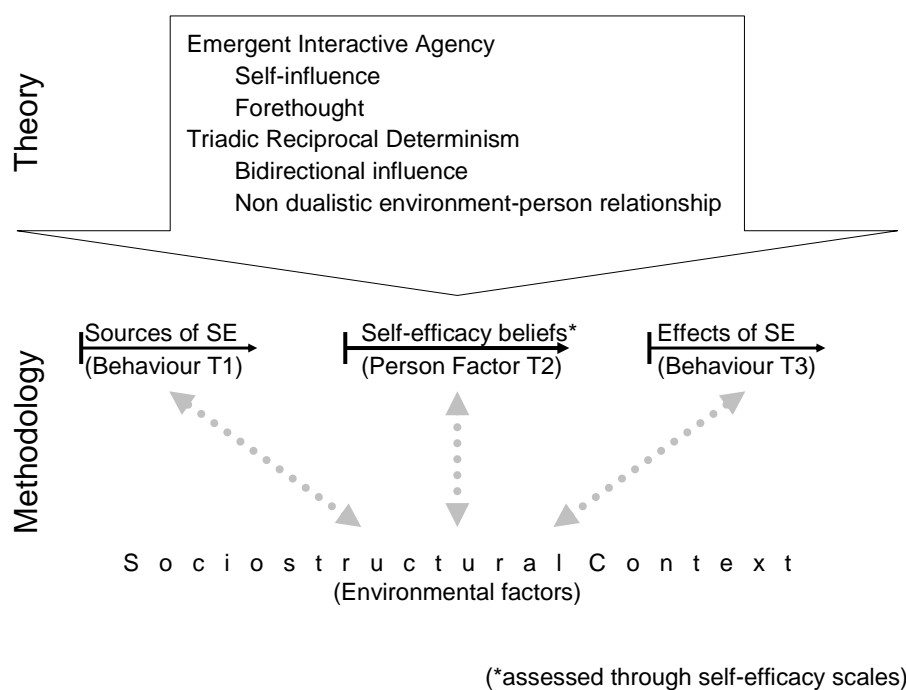 Theory
Emergent Interactive Agency
Self-influence
Forethought
Triadic Reciprocal Determinism
Bidirectional influence
Non dualistic environment-person relationship
Methodology
Sources of SE
(Behaviour T1)
Self-efficacy beliefs*
(Person Factor T2)
Effects of SE
(Behaviour T3)
Sociostructural Context
(Environmental factors)
(*assessed through self-efficacy scales)